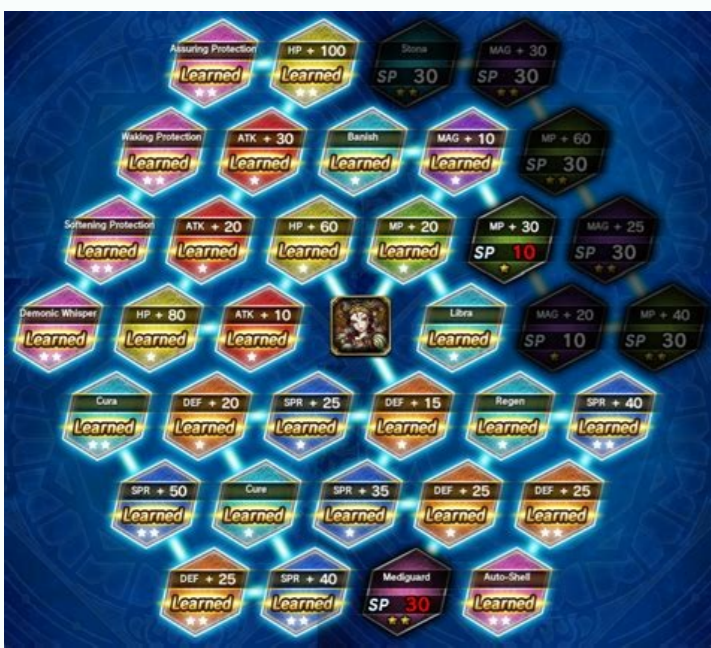 Assuring Protection
Learned
HP + 100
Learned
Stona
SP 30
MAG + 30
SP 30
Waking Protection
Learned
ATK + 30
Learned
Banish
Learned
MAG + 10
Learned
MP + 60
SP 30
Softening Protection
Learned
ATK + 20
Learned
HP + 60
Learned
MP + 20
Learned
MP + 30
SP 10
MAG + 25
SP 30
Demonic Whisper
Learned
HP + 80
Learned
ATK + 10
Learned
Libra
Learned
MAG + 20
SP 10
MP + 40
SP 30
Cura
Learned
DEF + 20
Learned
SPR + 25
Learned
DEF + 15
Learned
Regen
Learned
SPR + 40
Learned
SPR + 50
Learned
Cure
Learned
SPR + 35
Learned
DEF + 25
Learned
DEF + 25
Learned
DEF + 25
Learned
SPR + 40
Learned
Mediguard
SP 30
Auto-Shell
Learned